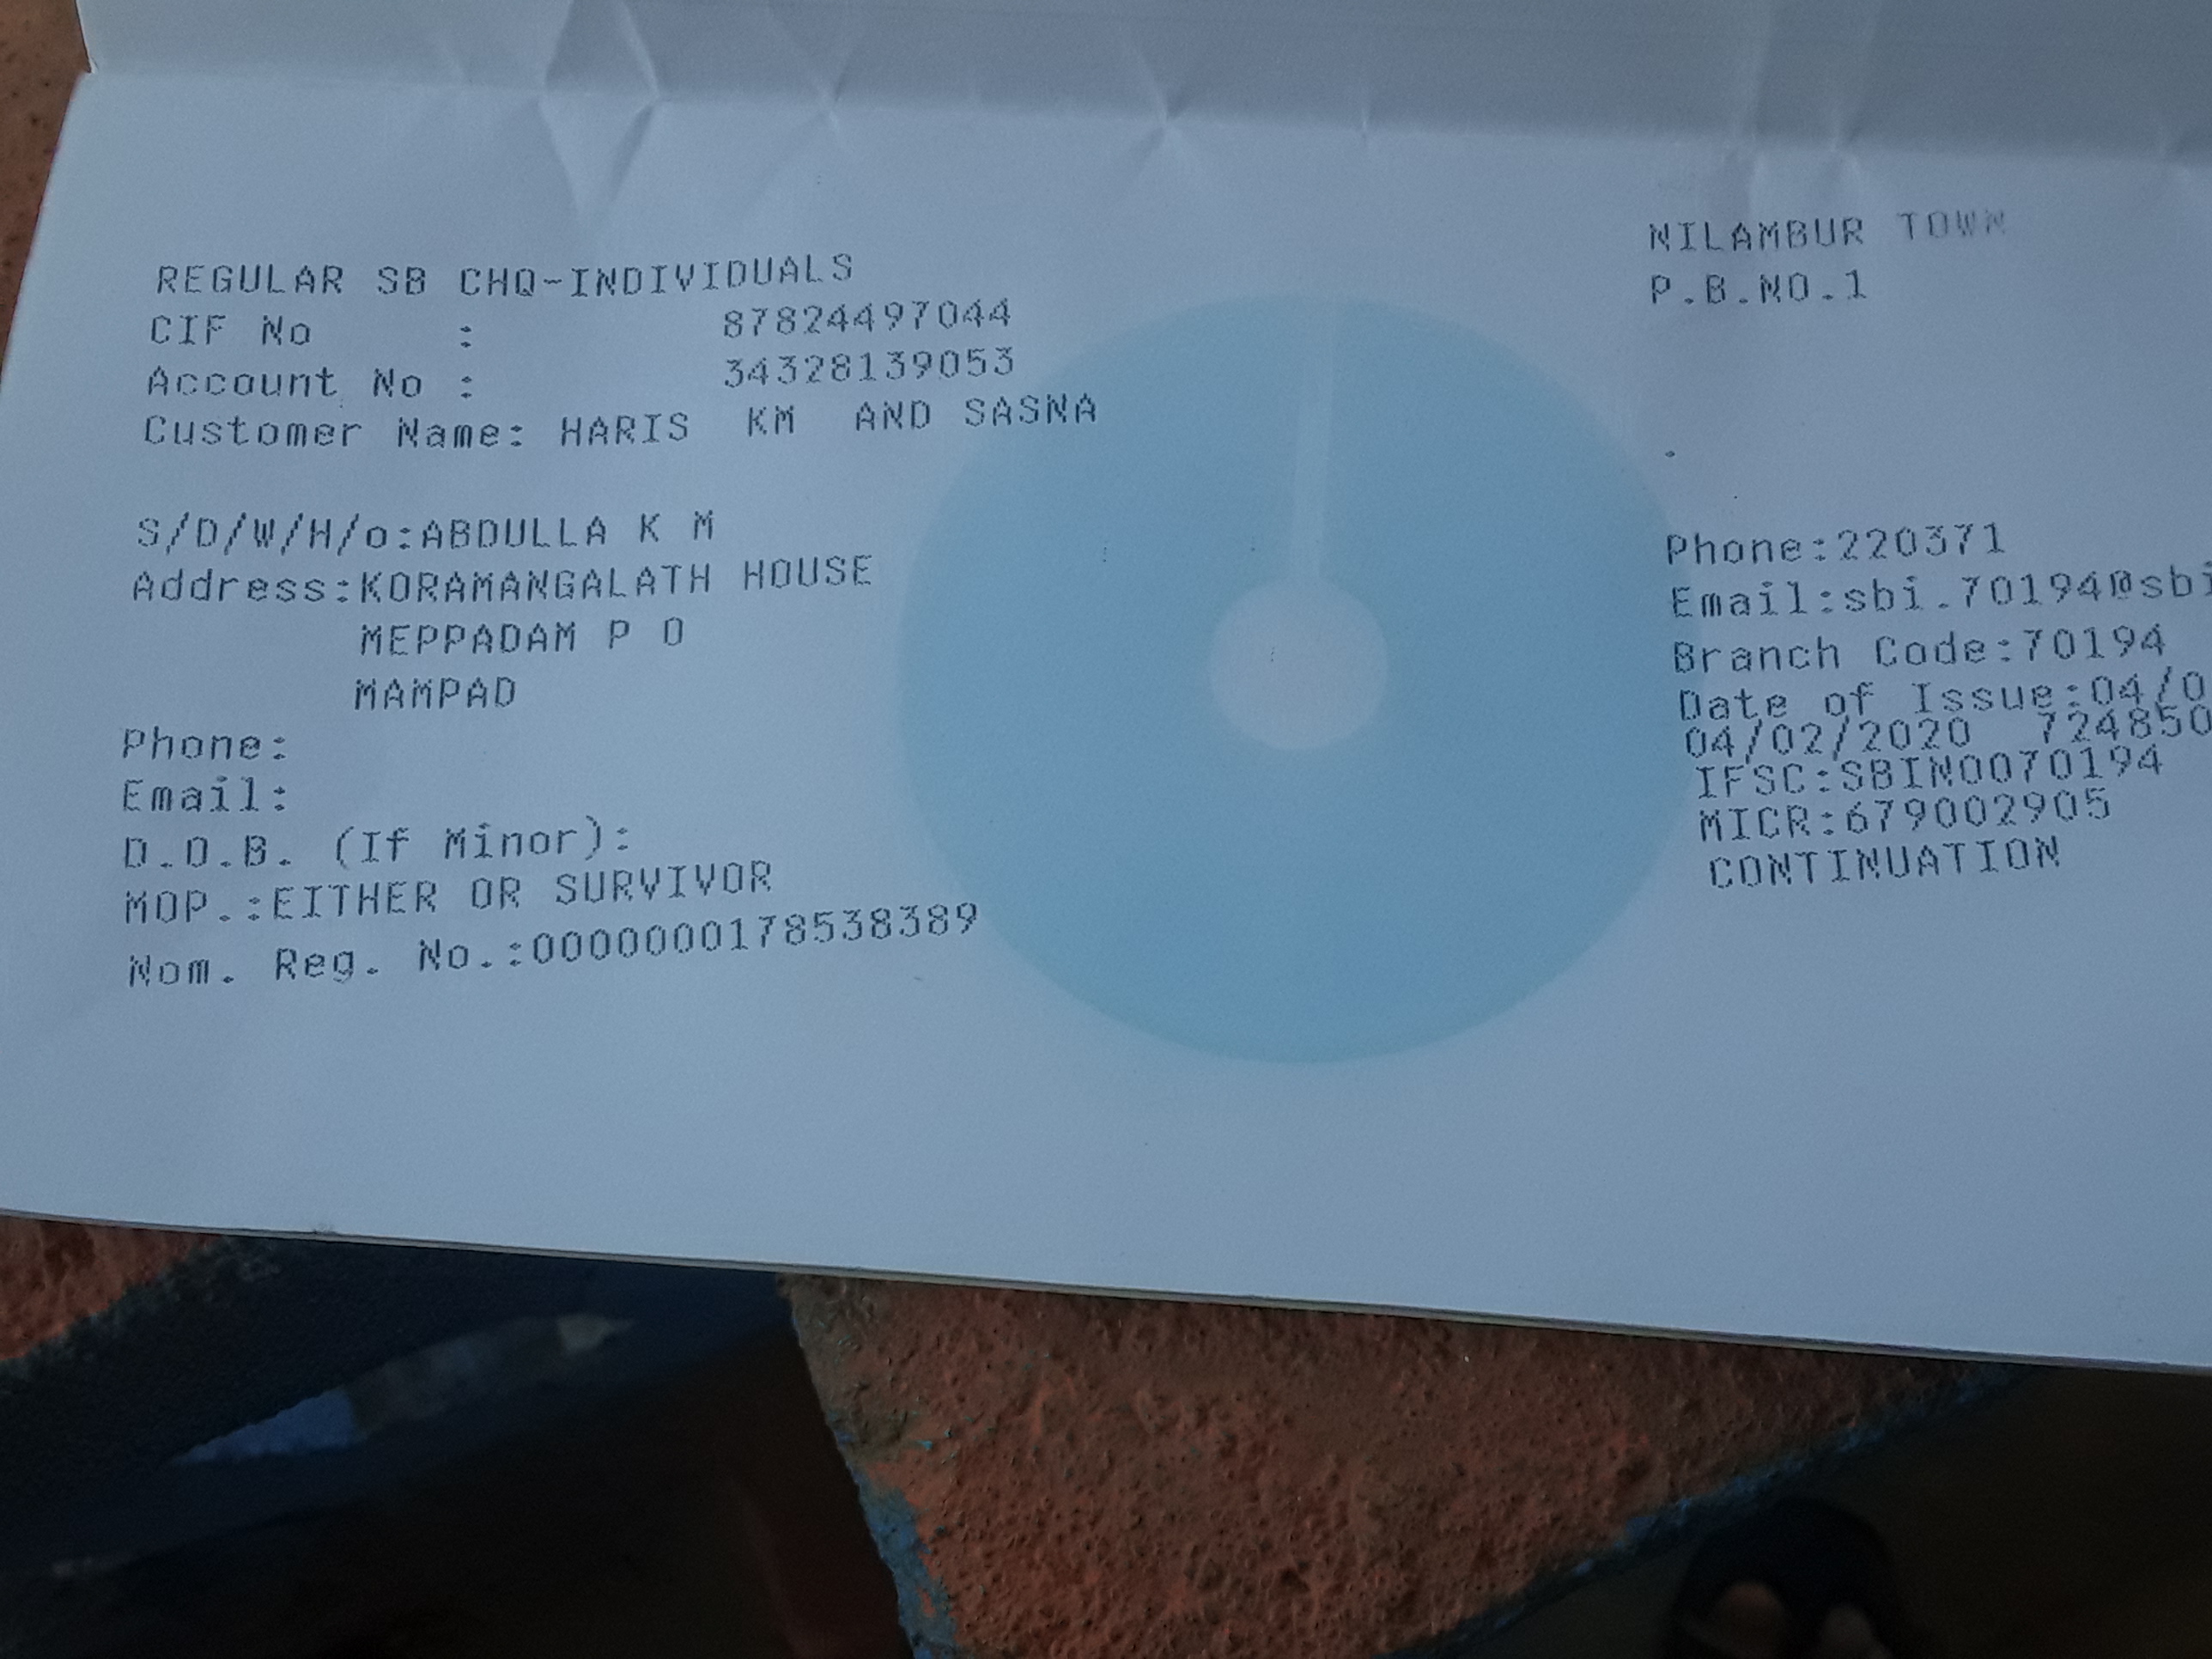 REGULAR SB CHQ-INDIVIDUALS
CIF No : 87824497044
Account No : 34328139053
Customer Name: HARIS KM AND SASNA
S/D/W/H/o:ABDULLA K M
Address:KORAMANGALATH HOUSE
MEPPADAM P O
MAMPAD
Phone:
Email:
D.O.B. (If Minor):
MOP.:EITHER OR SURVIVOR
Nom. Reg. No.:0000000178538389
NILAMBUR TOWN
P.B.NO.1
Phone:220371
Email:sbi.70194@sbi
Branch Code:70194
Date of Issue:04/0
04/02/2020 724850
IFSC:SBIN0070194
MICR:679002905
CONTINUATION